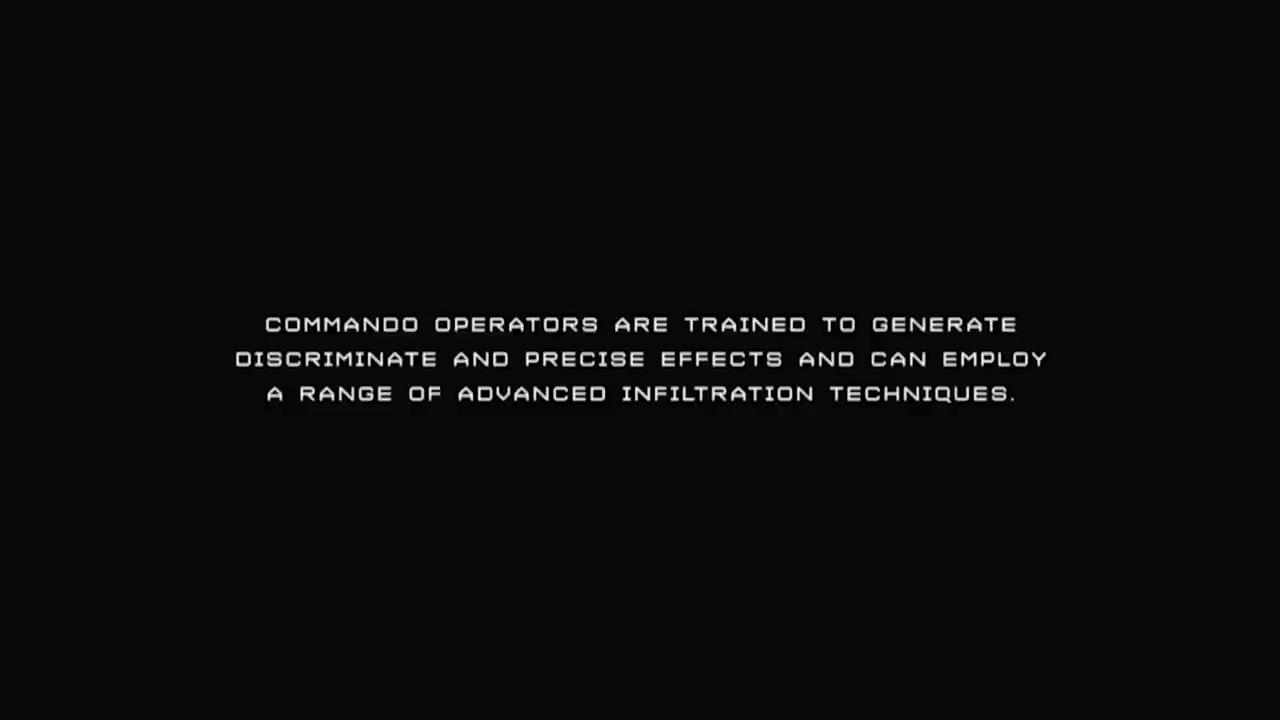 COMMANDO OPERATORS ARE TRAINED TO GENERATE
DISCRIMINATE AND PRECISE EFFECTS AND CAN EMPLOY
A RANGE OF ADVANCED INFILTRATION TECHNIQUES.